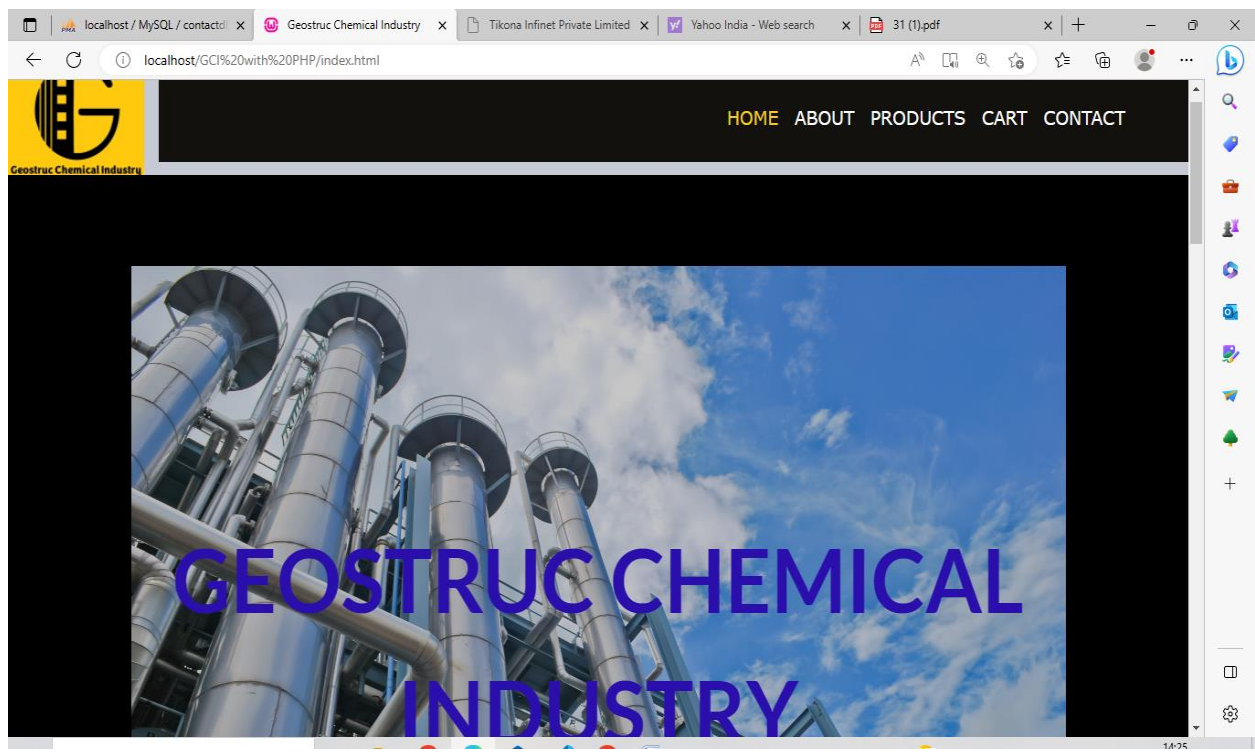 localhost / MySQL / contactd
Geostruc Chemical Industry
Tikona Infinet Private Limited
Yahoo India - Web search
31 (1).pdf
localhost/GCI%20with%20PHP/index.html
G
Geostruc Chemical Industry
HOME ABOUT PRODUCTS CART CONTACT
GEOSTRUC CHEMICAL
INDUSTRY
14:25